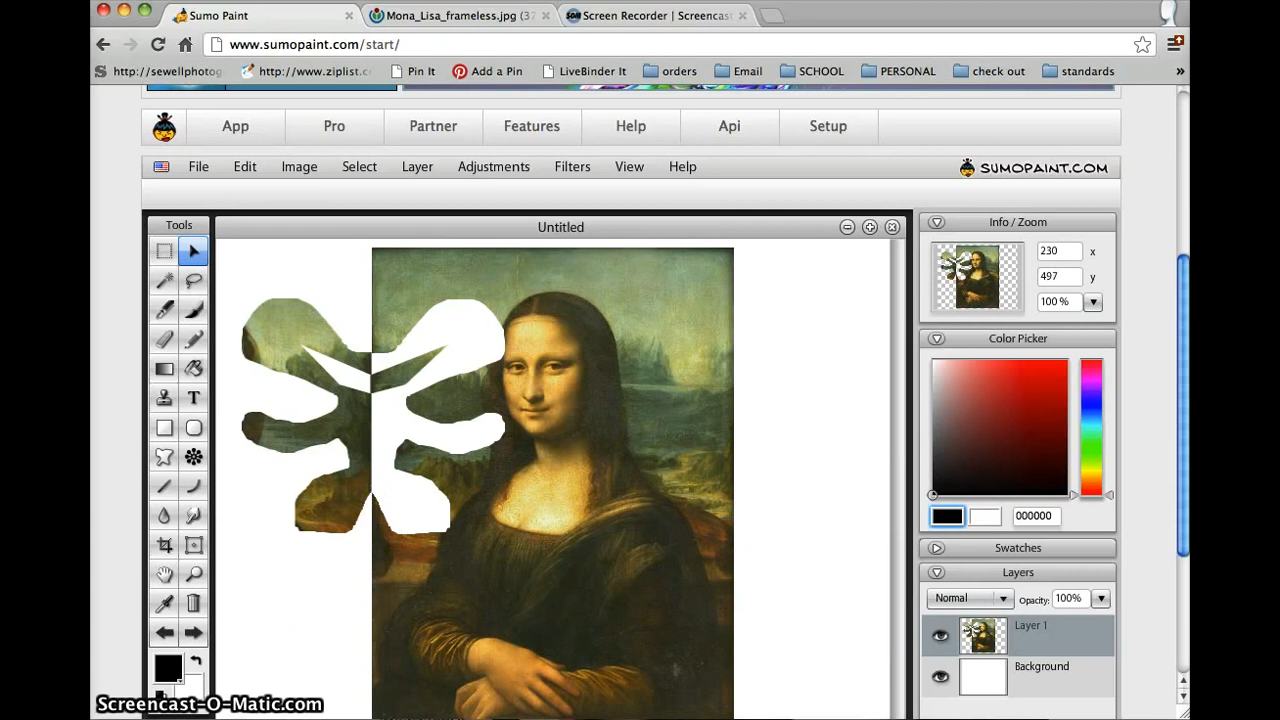 Sumo Paint
Mona_Lisa_frameless.jpg (37
Screen Recorder | Screencast
www.sumopaint.com/start/
http://sewellphotog
http://www.ziplist.c
Pin It
Add a Pin
LiveBinder It
orders
Email
SCHOOL
PERSONAL
check out
standards
»
App Pro Partner Features Help Api Setup
File Edit Image Select Layer Adjustments Filters View Help
SUMOPAINT.COM
Tools
T
Untitled
Info / Zoom
230 x
497 y
100 %
Color Picker
000000
Swatches
Layers
Normal Opacity: 100%
Layer 1
Background
Screencast-O-Matic.com